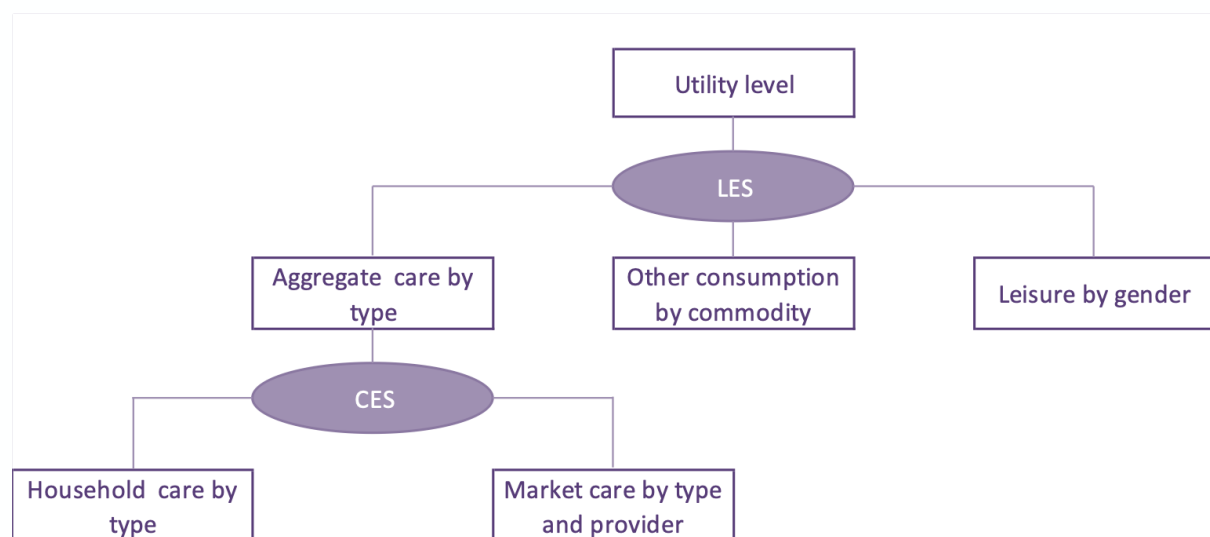 Utility level
LES
Aggregate care by
type
Other consumption
by commodity
Leisure by gender
CES
Household care by
type
Market care by type
and provider